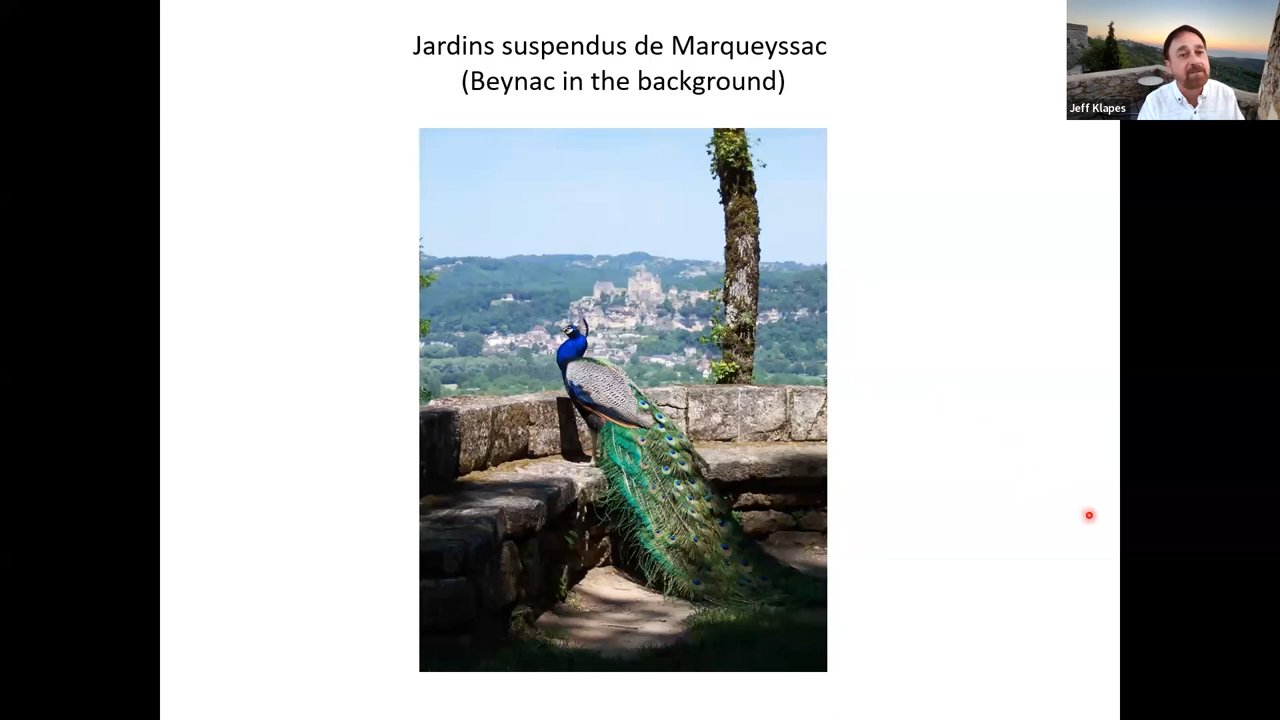 Jardins suspendus de Marqueyssac
(Beynac in the background)
Jeff Klapes